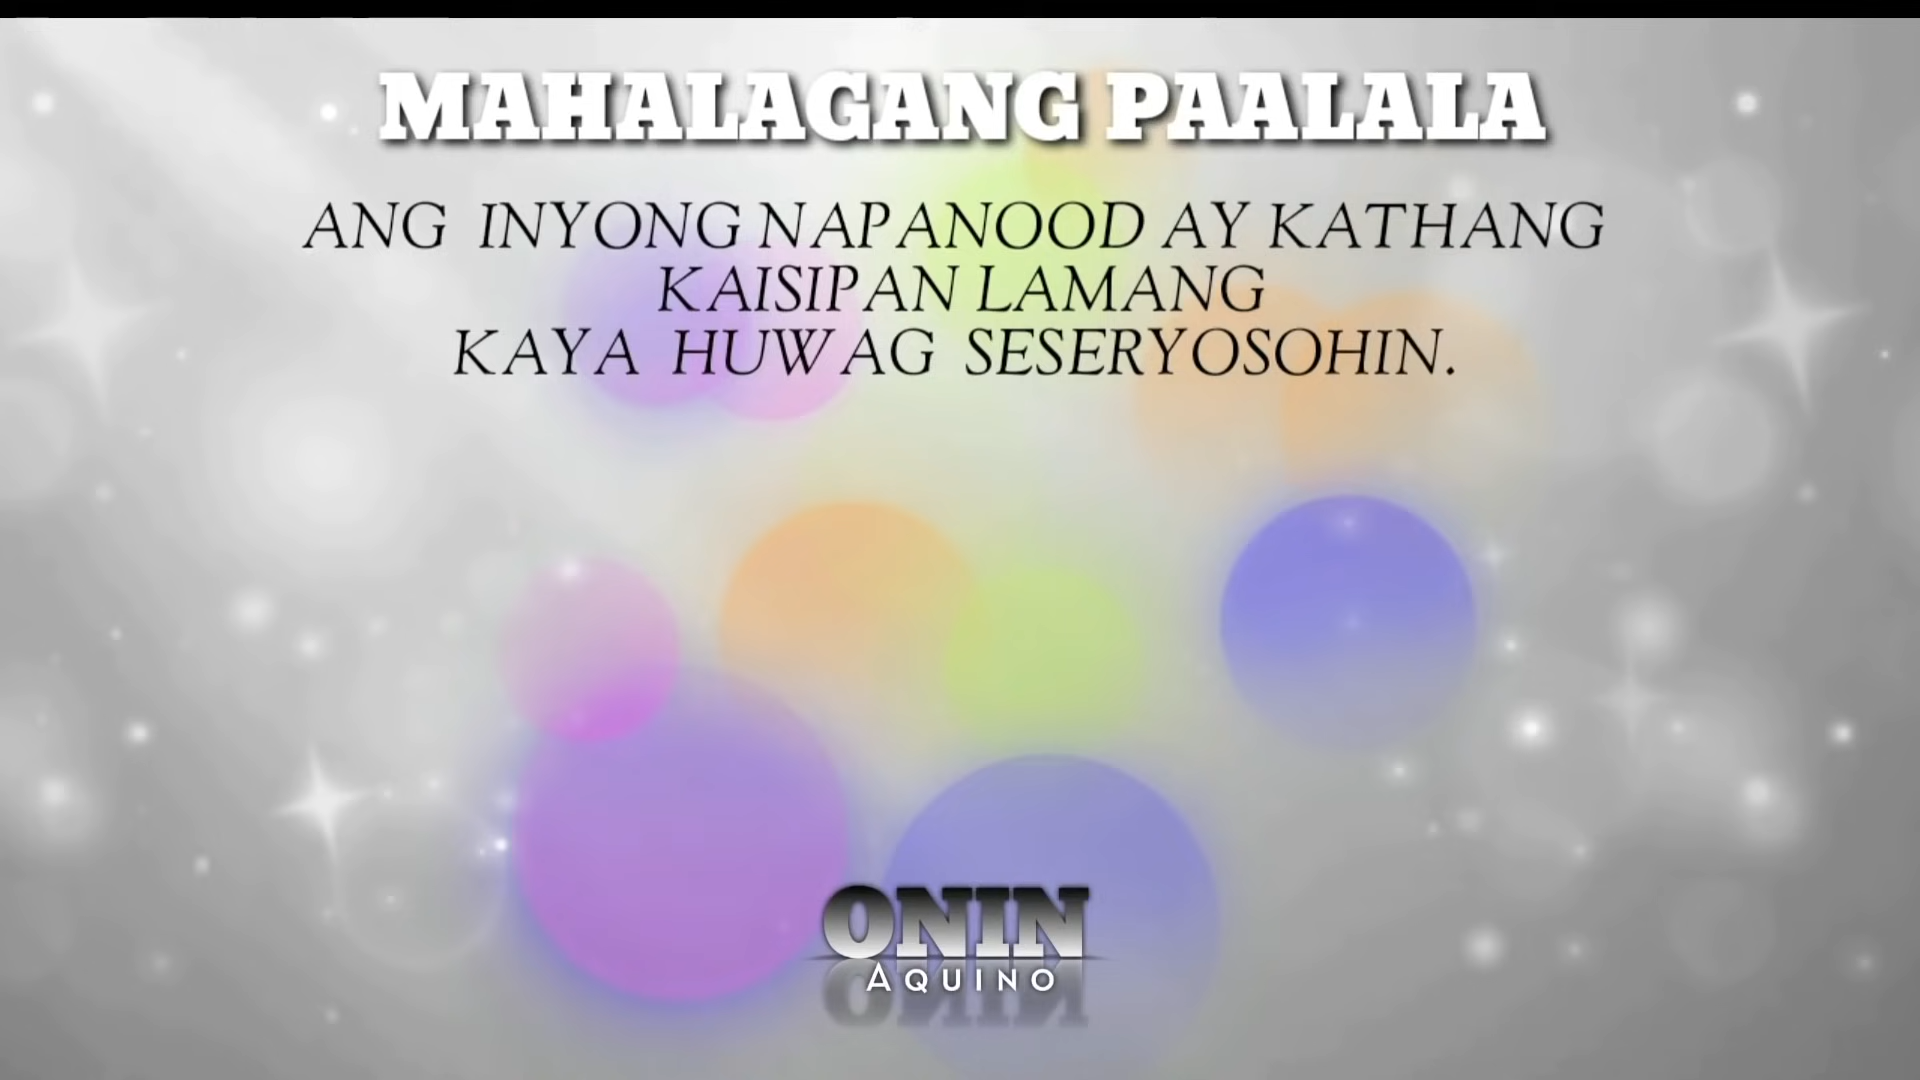 MAHALAGANG PAALALA
ANG INYONG NAPANOOD AY KATHANG
KAISIPAN LAMANG
KAYA HUWAG SESERYOSOHIN.
ONIN
AQUINO